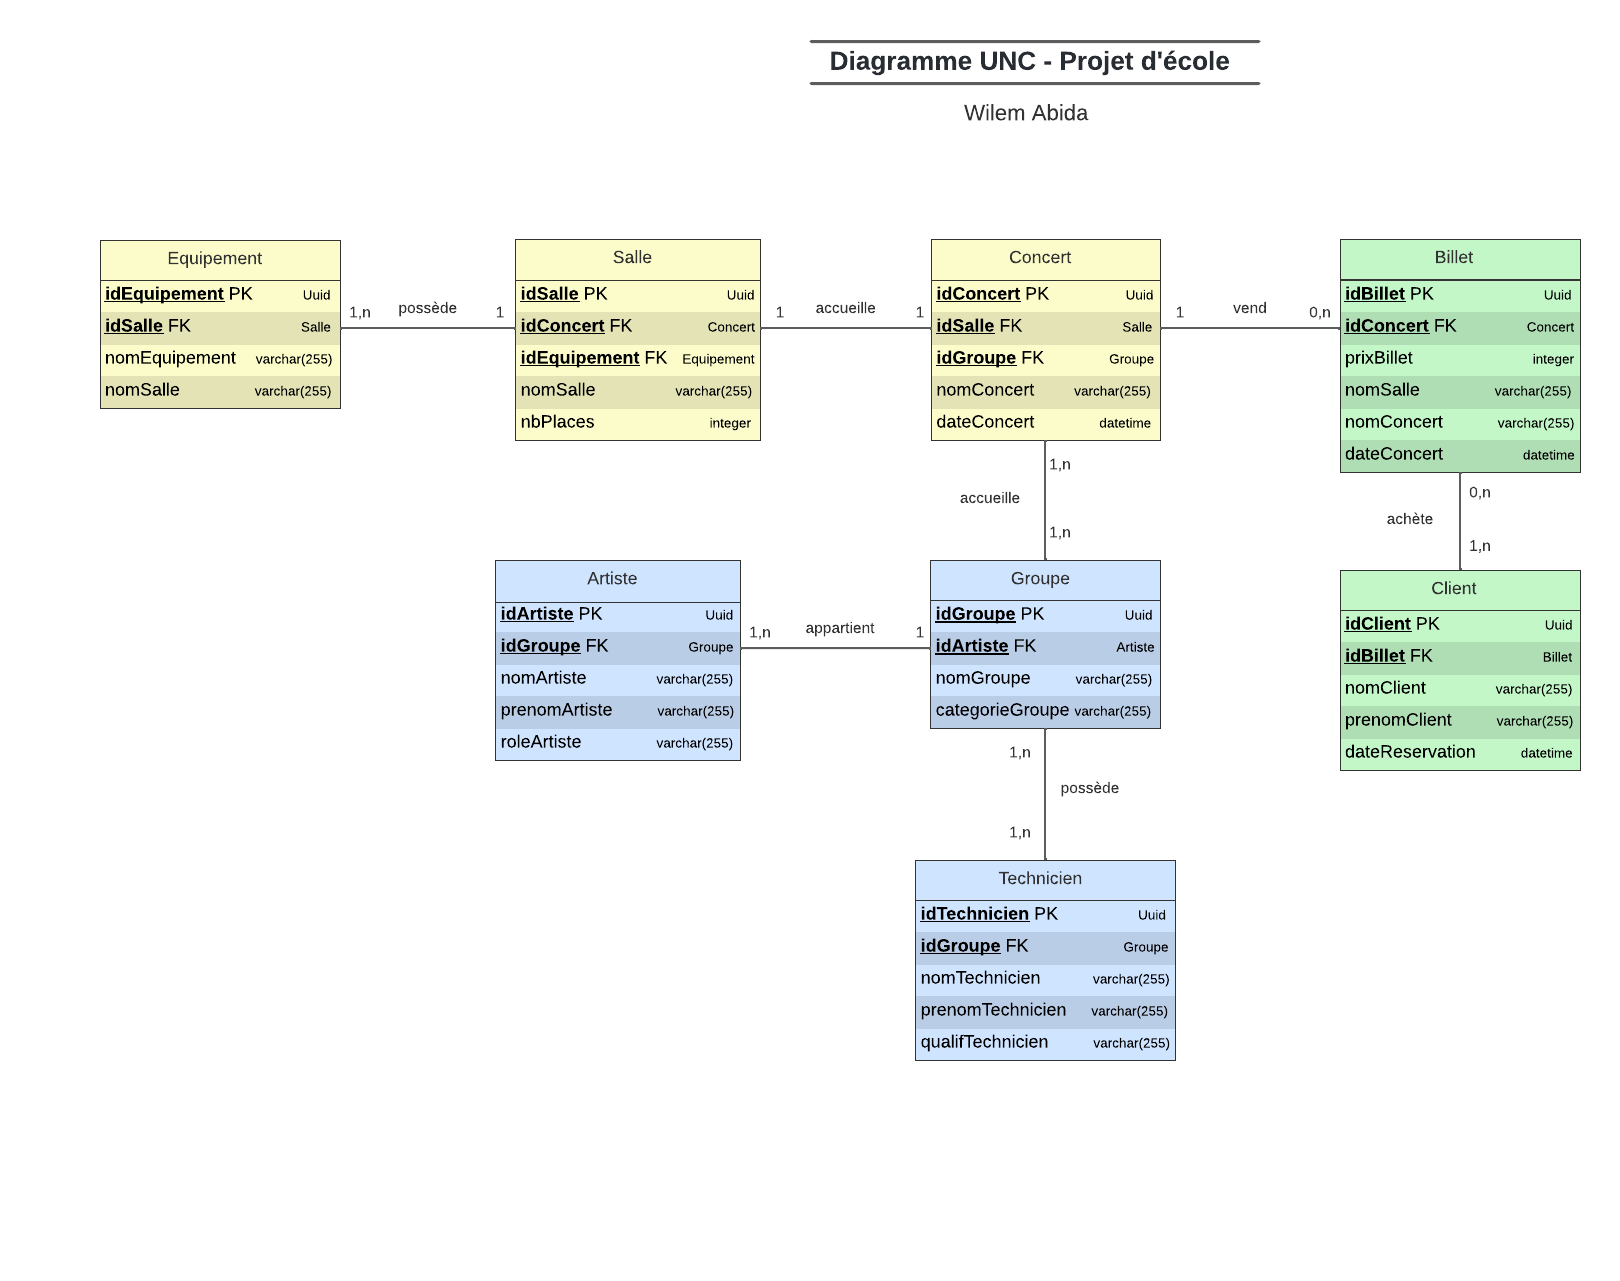 Diagramme UNC - Projet d'école
Wilem Abida
Equipement
idEquipement PK Uuid
idSalle FK Salle
nomEquipement varchar(255)
nomSalle varchar(255)
1,n possède 1
Salle
idSalle PK Uuid
idConcert FK Concert
idEquipement FK Equipement
nomSalle varchar(255)
nbPlaces integer
1 accueille 1
Concert
idConcert PK Uuid
idSalle FK Salle
idGroupe FK Groupe
nomConcert varchar(255)
dateConcert datetime
1 vend 0,n
Billet
idBillet PK Uuid
idConcert FK Concert
prixBillet integer
nomSalle varchar(255)
nomConcert varchar(255)
dateConcert datetime
1,n
accueille
1,n
0,n
achète
1,n
Artiste
idArtiste PK Uuid
idGroupe FK Groupe
nomArtiste varchar(255)
prenomArtiste varchar(255)
roleArtiste varchar(255)
1,n appartient 1
Groupe
idGroupe PK Uuid
idArtiste FK Artiste
nomGroupe varchar(255)
categorieGroupe varchar(255)
Client
idClient PK Uuid
idBillet FK Billet
nomClient varchar(255)
prenomClient varchar(255)
dateReservation datetime
1,n
possède
1,n
Technicien
idTechnicien PK Uuid
idGroupe FK Groupe
nomTechnicien varchar(255)
prenomTechnicien varchar(255)
qualifTechnicien varchar(255)